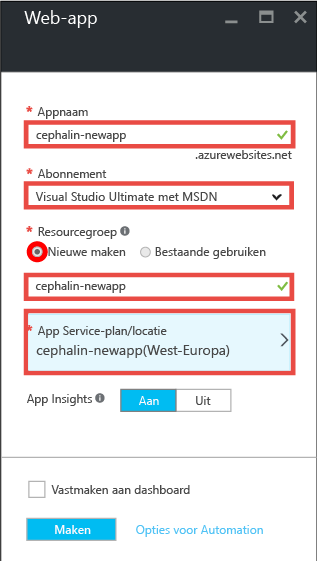 Web-app
* Appnaam
cephalin-newapp
.azurewebsites.net
* Abonnement
Visual Studio Ultimate met MSDN
* Resourcegroep
Nieuwe maken Bestaande gebruiken
cephalin-newapp
* App Service-plan/locatie
cephalin-newapp(West-Europa)
App Insights Aan Uit
Vastmaken aan dashboard
Maken Opties voor Automation